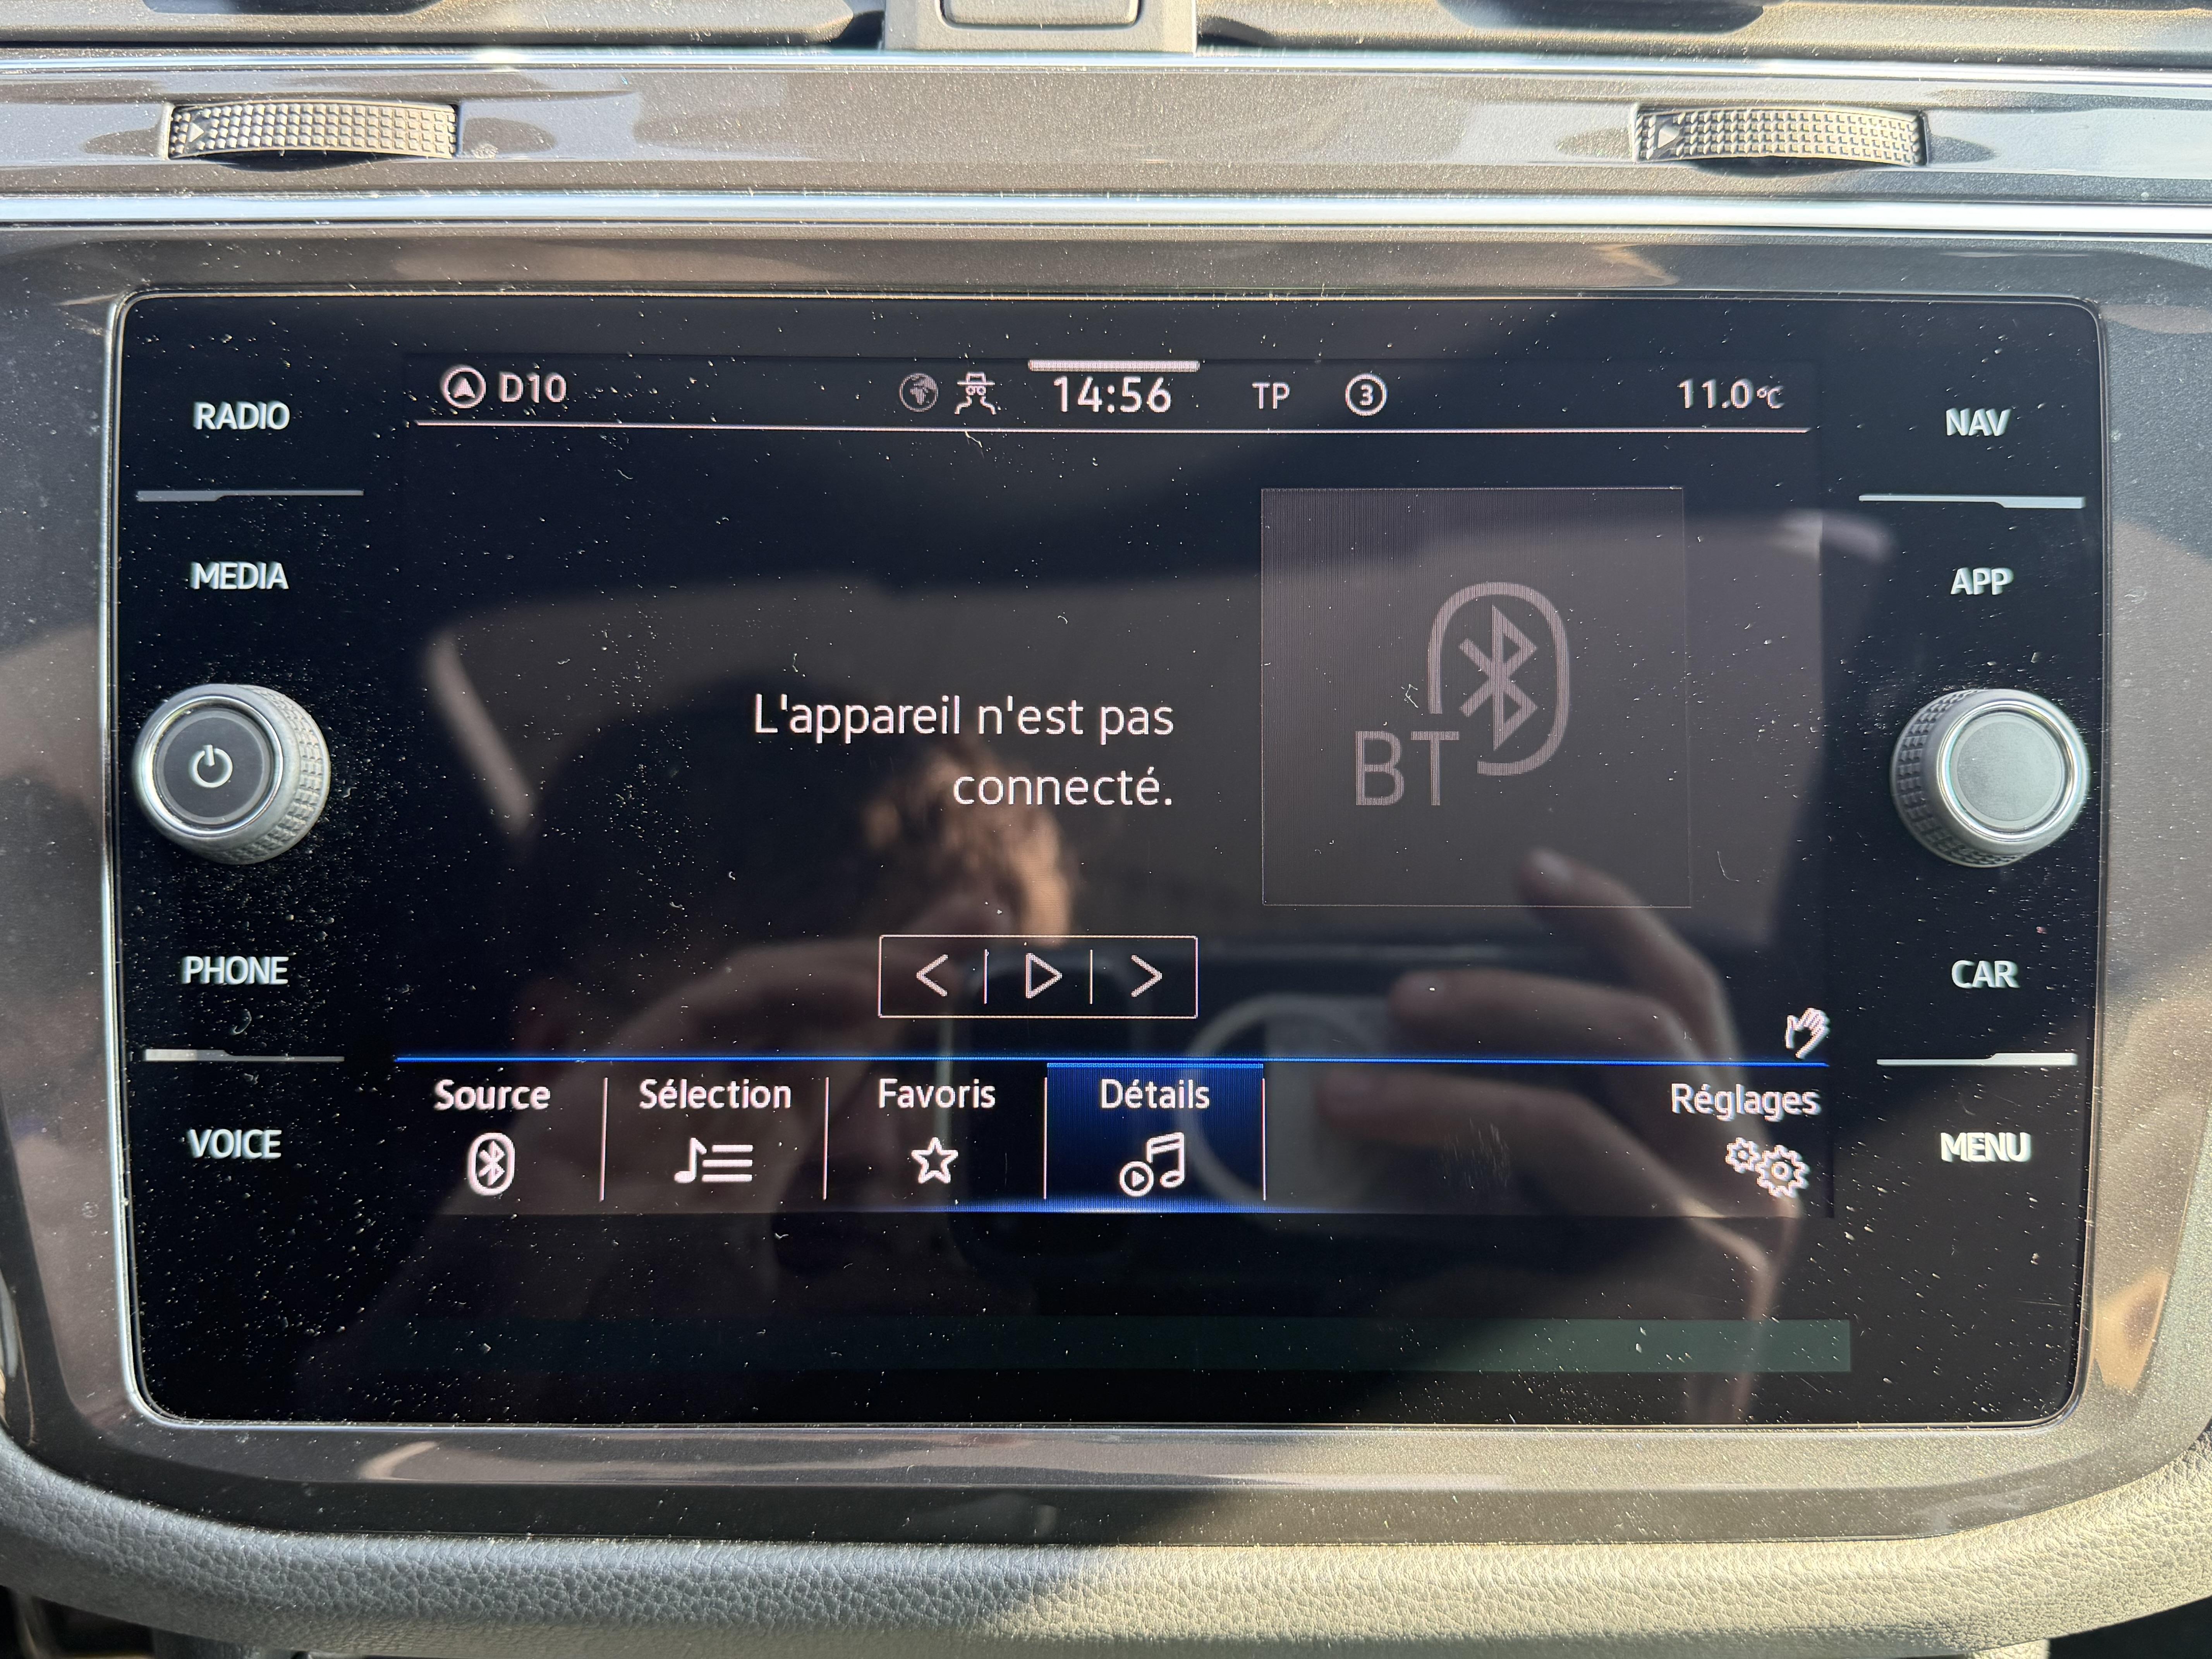 D10
14:56
TP
3
11.0°C
RADIO
MEDIA
PHONE
VOICE
L'appareil n'est pas
connecté.
BT
Source
Sélection
Favoris
Détails
Réglages
NAV
APP
CAR
MENU